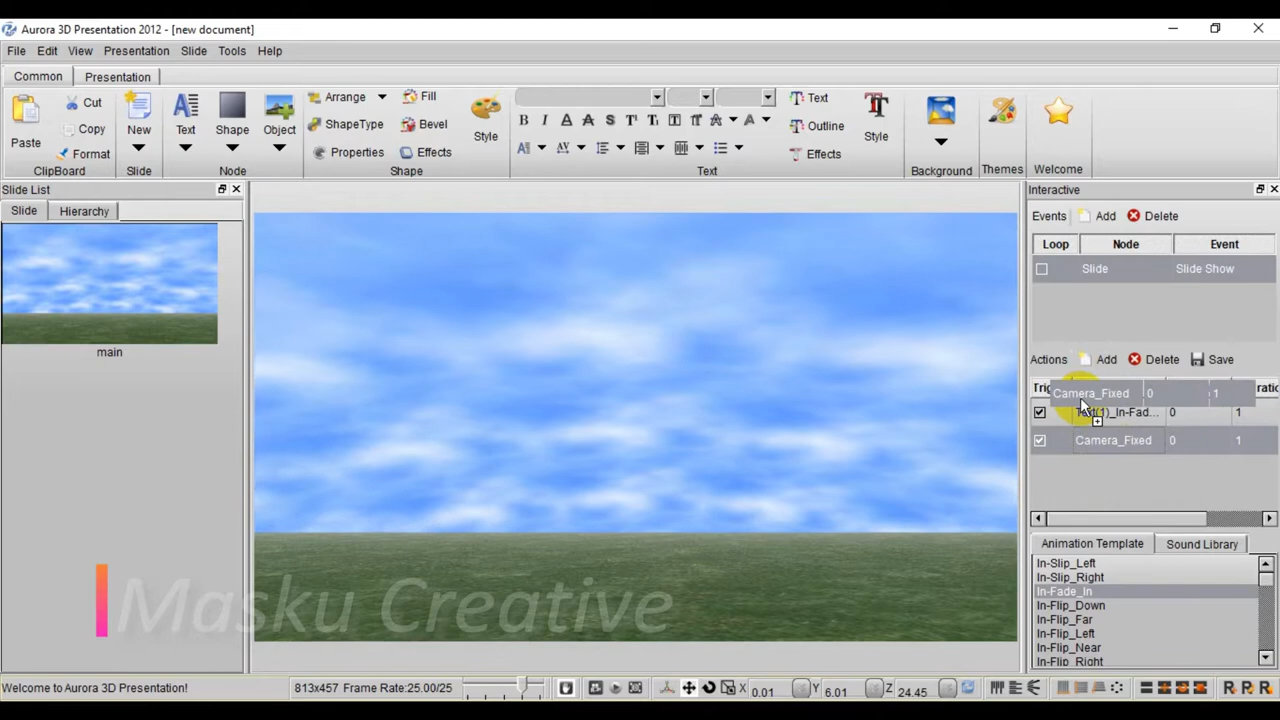 Aurora 3D Presentation 2012 - [new document]
File Edit View Presentation Slide Tools Help
Common Presentation
Paste Cut Copy Format ClipBoard
New Slide
Text Shape Object Node
Arrange ShapeType Properties Fill Bevel Effects Style Shape
Text Outline Effects Style Text
Background Themes Welcome
Slide List
Slide Hierarchy
main
Interactive
Events Add Delete
Loop Node Event
Slide Slide Show
Actions Add Delete Save
Camera_Fixed 0 1
0 1
Camera_Fixed 0 1
Animation Template Sound Library
In-Slip_Left
In-Slip_Right
In-Fade_In
In-Flip_Down
In-Flip_Far
In-Flip_Left
In-Flip_Near
In-Flip_Right
Masku Creative
Welcome to Aurora 3D Presentation! 813x457 Frame Rate:25.00/25 X 0.01 Y 6.01 Z 24.45